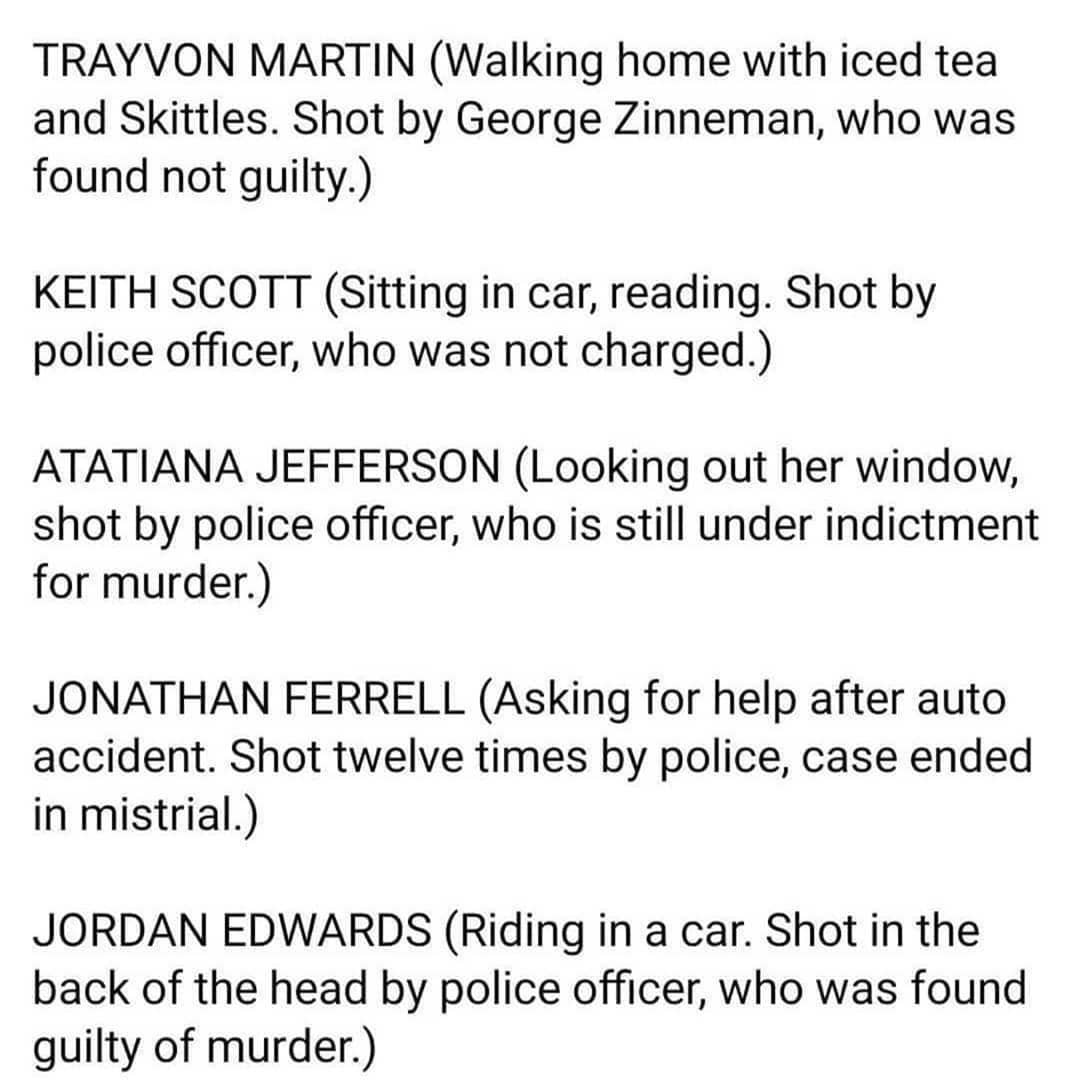 TRAYVON MARTIN (Walking home with iced tea
and Skittles. Shot by George Zinneman, who was
found not guilty.)
KEITH SCOTT (Sitting in car, reading. Shot by
police officer, who was not charged.)
ATATIANA JEFFERSON (Looking out her window,
shot by police officer, who is still under indictment
for murder.)
JONATHAN FERRELL (Asking for help after auto
accident. Shot twelve times by police, case ended
in mistrial.)
JORDAN EDWARDS (Riding in a car. Shot in the
back of the head by police officer, who was found
guilty of murder.)